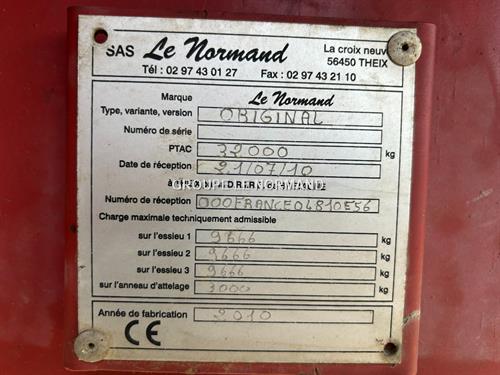 SAS Le Normand La croix neuv
56450 THEIX
Tél : 02 97 43 01 27 Fax : 02 97 43 21 10
Marque Le Normand
Type, variante, version ORIGINAL
Numéro de série
PTAC 32000 kg
Date de réception 21/07/10
à D.R.I.R.
GROUPE LE NORMAND
Numéro de réception 000FRANCE04810E56
Charge maximale techniquement admissible
sur l'essieu 1 9666 kg
sur l'essieu 2 9666 kg
sur l'essieu 3 9666 kg
sur l'anneau d'attelage 3000 kg
Année de fabrication 2010
CE